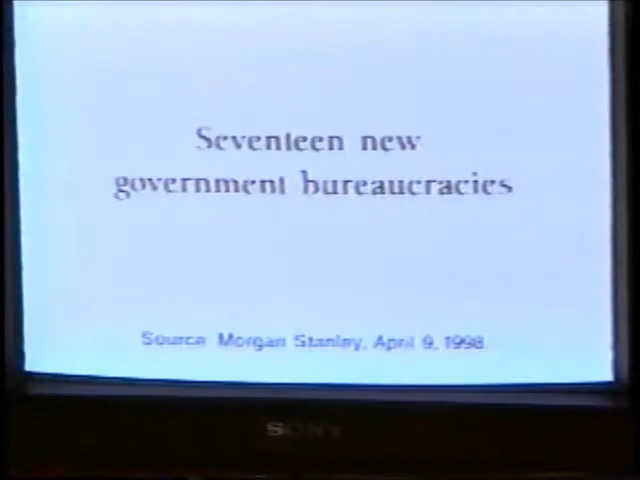 Seventeen new
government bureaucracies
Source Morgan Stanley, April 9, 1998
SONY